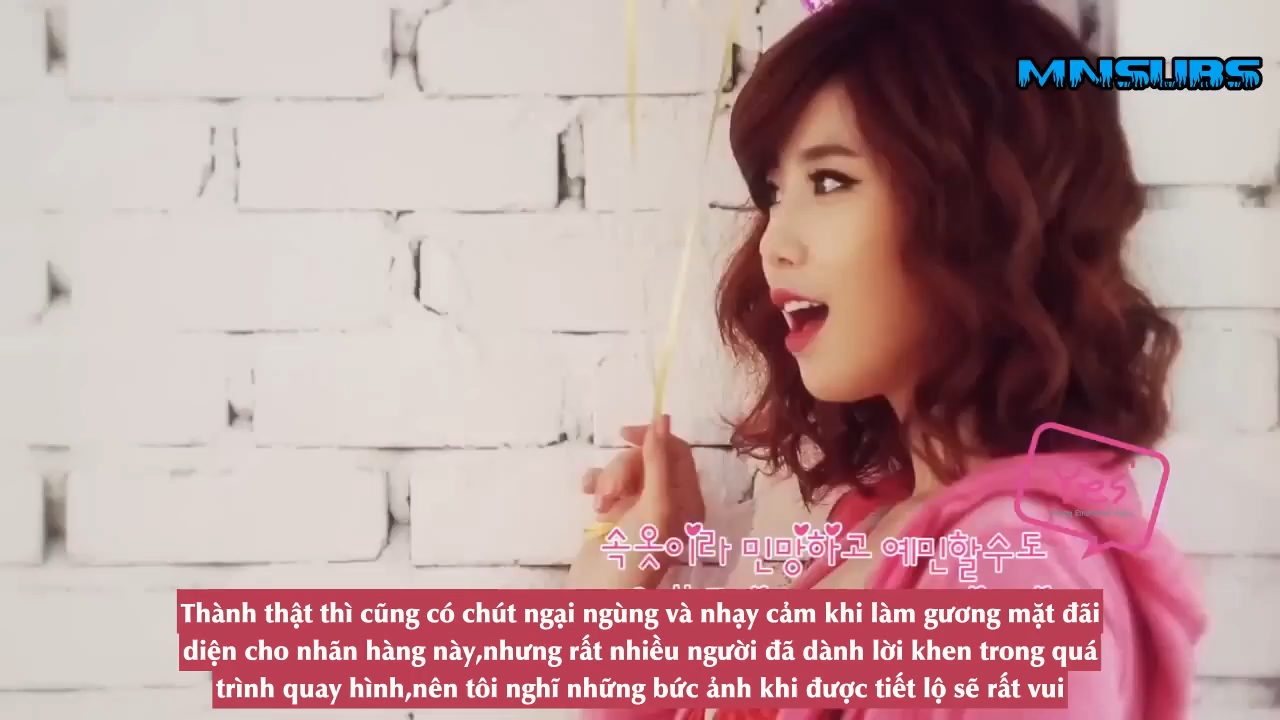 MNSUBS
Yes'
속옷이라 민망하고 예민할수도
Thành thật thì cũng có chút ngại ngùng và nhạy cảm khi làm gương mặt đãi
diện cho nhãn hàng này,nhưng rất nhiều người đã dành lời khen trong quá
trình quay hình,nên tôi nghĩ những bức ảnh khi được tiết lộ sẽ rất vui